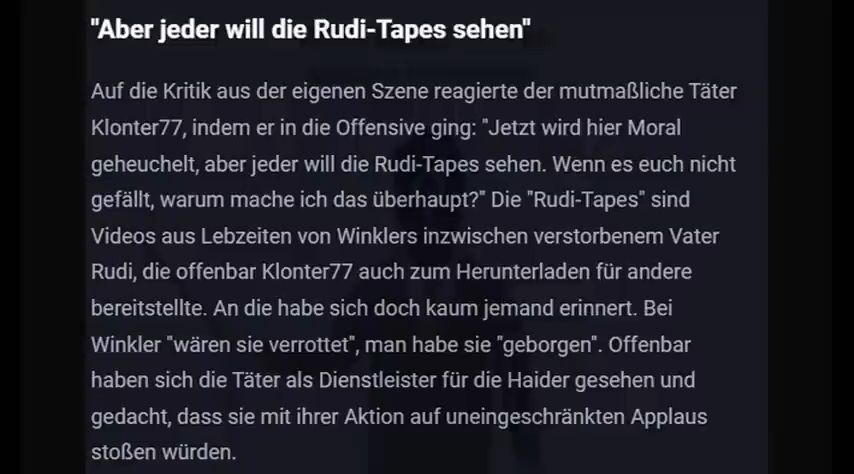 "Aber jeder will die Rudi-Tapes sehen"
Auf die Kritik aus der eigenen Szene reagierte der mutmaßliche Täter
Klonter77, indem er in die Offensive ging: "Jetzt wird hier Moral
geheuchelt, aber jeder will die Rudi-Tapes sehen. Wenn es euch nicht
gefällt, warum mache ich das überhaupt?" Die "Rudi-Tapes" sind
Videos aus Lebzeiten von Winklers inzwischen verstorbenem Vater
Rudi, die offenbar Klonter77 auch zum Herunterladen für andere
bereitstellte. An die habe sich doch kaum jemand erinnert. Bei
Winkler "wären sie verrottet", man habe sie "geborgen". Offenbar
haben sich die Täter als Dienstleister für die Haider gesehen und
gedacht, dass sie mit ihrer Aktion auf uneingeschränkten Applaus
stoßen würden.